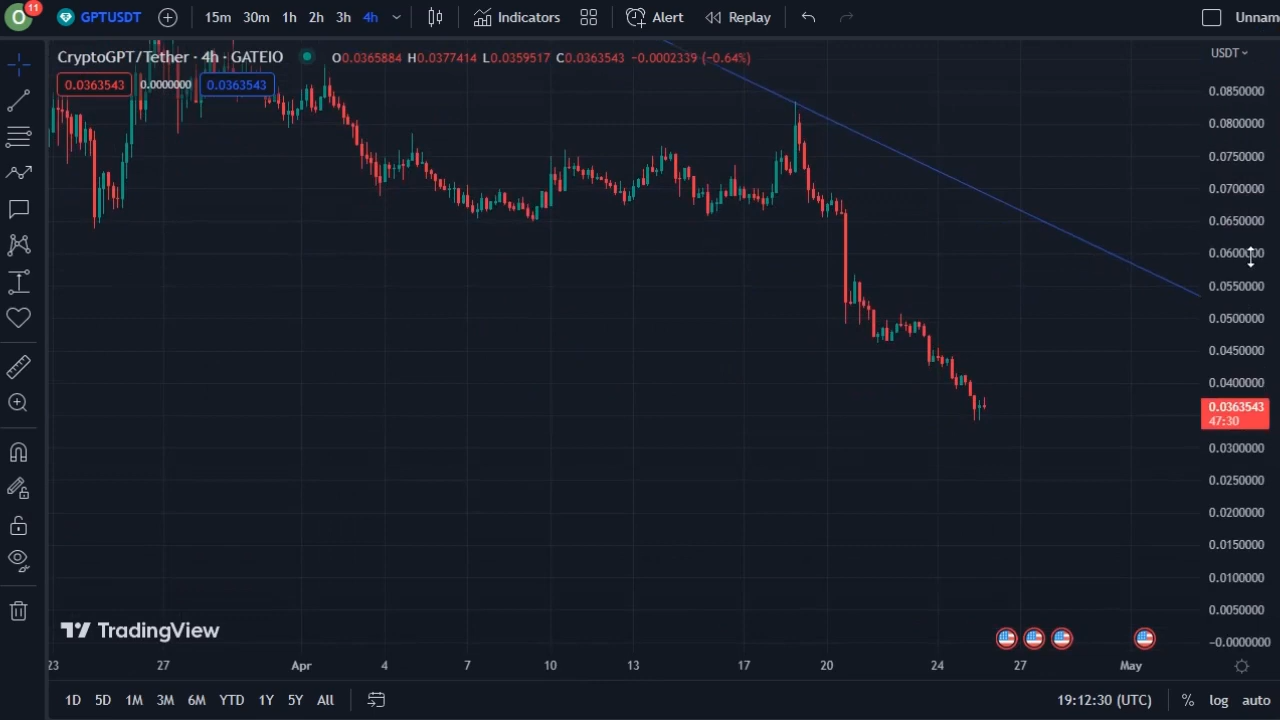 O
11
GPTUSDT
15m 30m 1h 2h 3h 4h
Indicators
Alert
Replay
Unnam
CryptoGPT/Tether · 4h · GATEIO
O0.0365884 H0.0377414 L0.0359517 C0.0363543 −0.0002339 (−0.64%)
0.0363543 0.0000000 0.0363543
USDT
0.0850000
0.0800000
0.0750000
0.0700000
0.0650000
0.0600000
0.0550000
0.0500000
0.0450000
0.0400000
0.0363543
47:30
0.0300000
0.0250000
0.0200000
0.0150000
0.0100000
0.0050000
−0.0000000
TradingView
23 27 Apr 4 7 10 13 17 20 24 27 May
1D 5D 1M 3M 6M YTD 1Y 5Y All
19:12:30 (UTC) % log auto